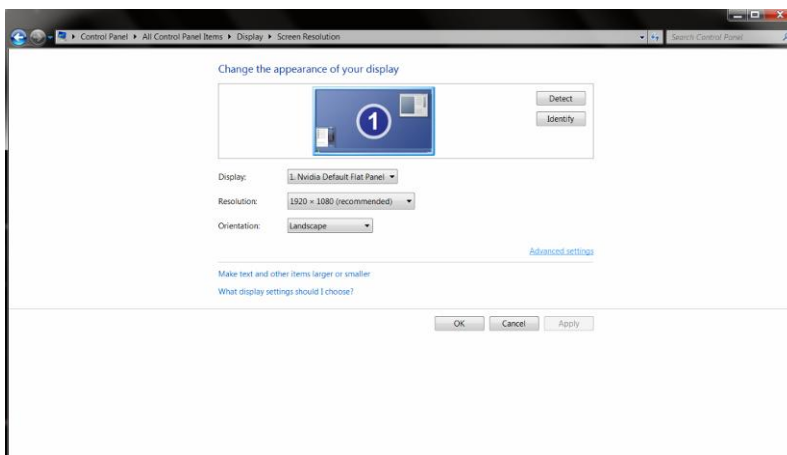 Control Panel ▸ All Control Panel Items ▸ Display ▸ Screen Resolution
Search Control Panel
Change the appearance of your display
1
Detect
Identify
Display:
1. Nvidia Default Flat Panel
Resolution:
1920 × 1080 (recommended)
Orientation:
Landscape
Advanced settings
Make text and other items larger or smaller
What display settings should I choose?
OK
Cancel
Apply